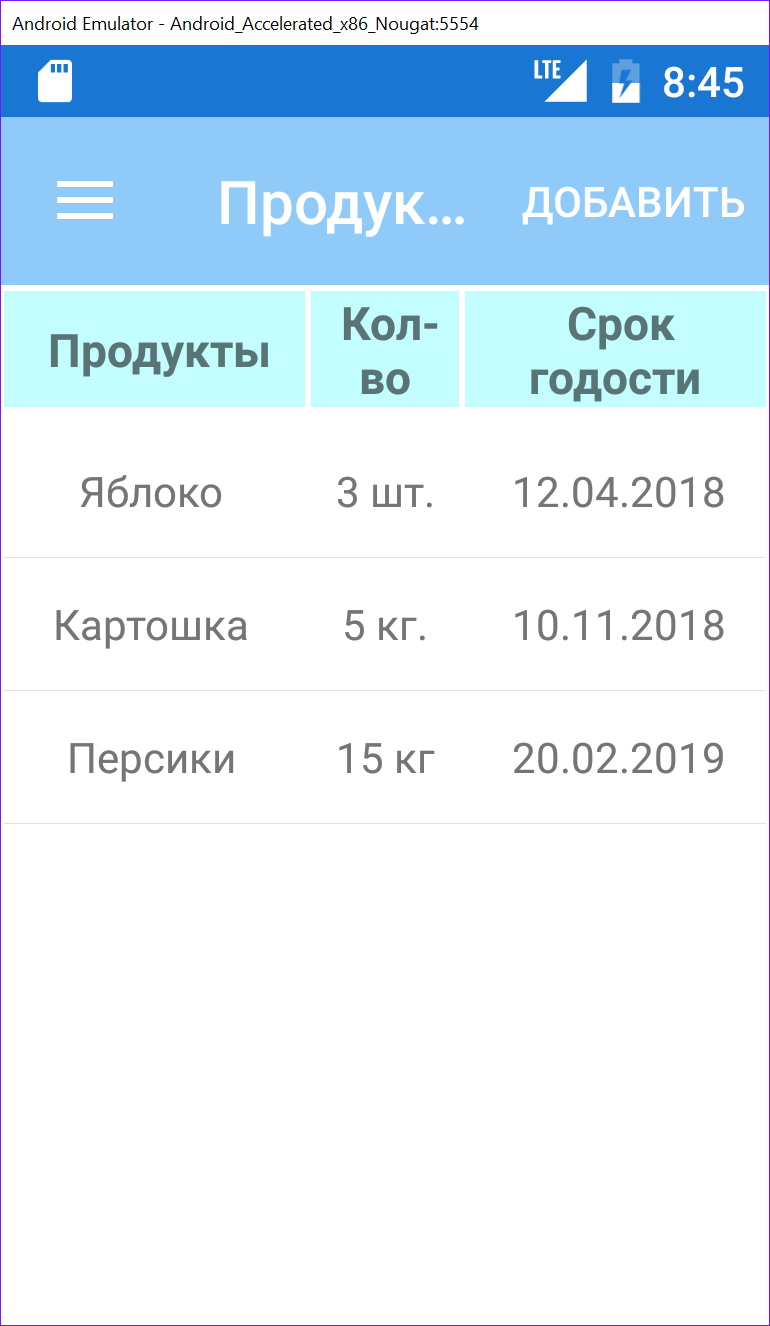 Android Emulator - Android_Accelerated_x86_Nougat:5554
LTE 8:45
Продук... ДОБАВИТЬ
Продукты Кол-во Срок годости
Яблоко 3 шт. 12.04.2018
Картошка 5 кг. 10.11.2018
Персики 15 кг 20.02.2019